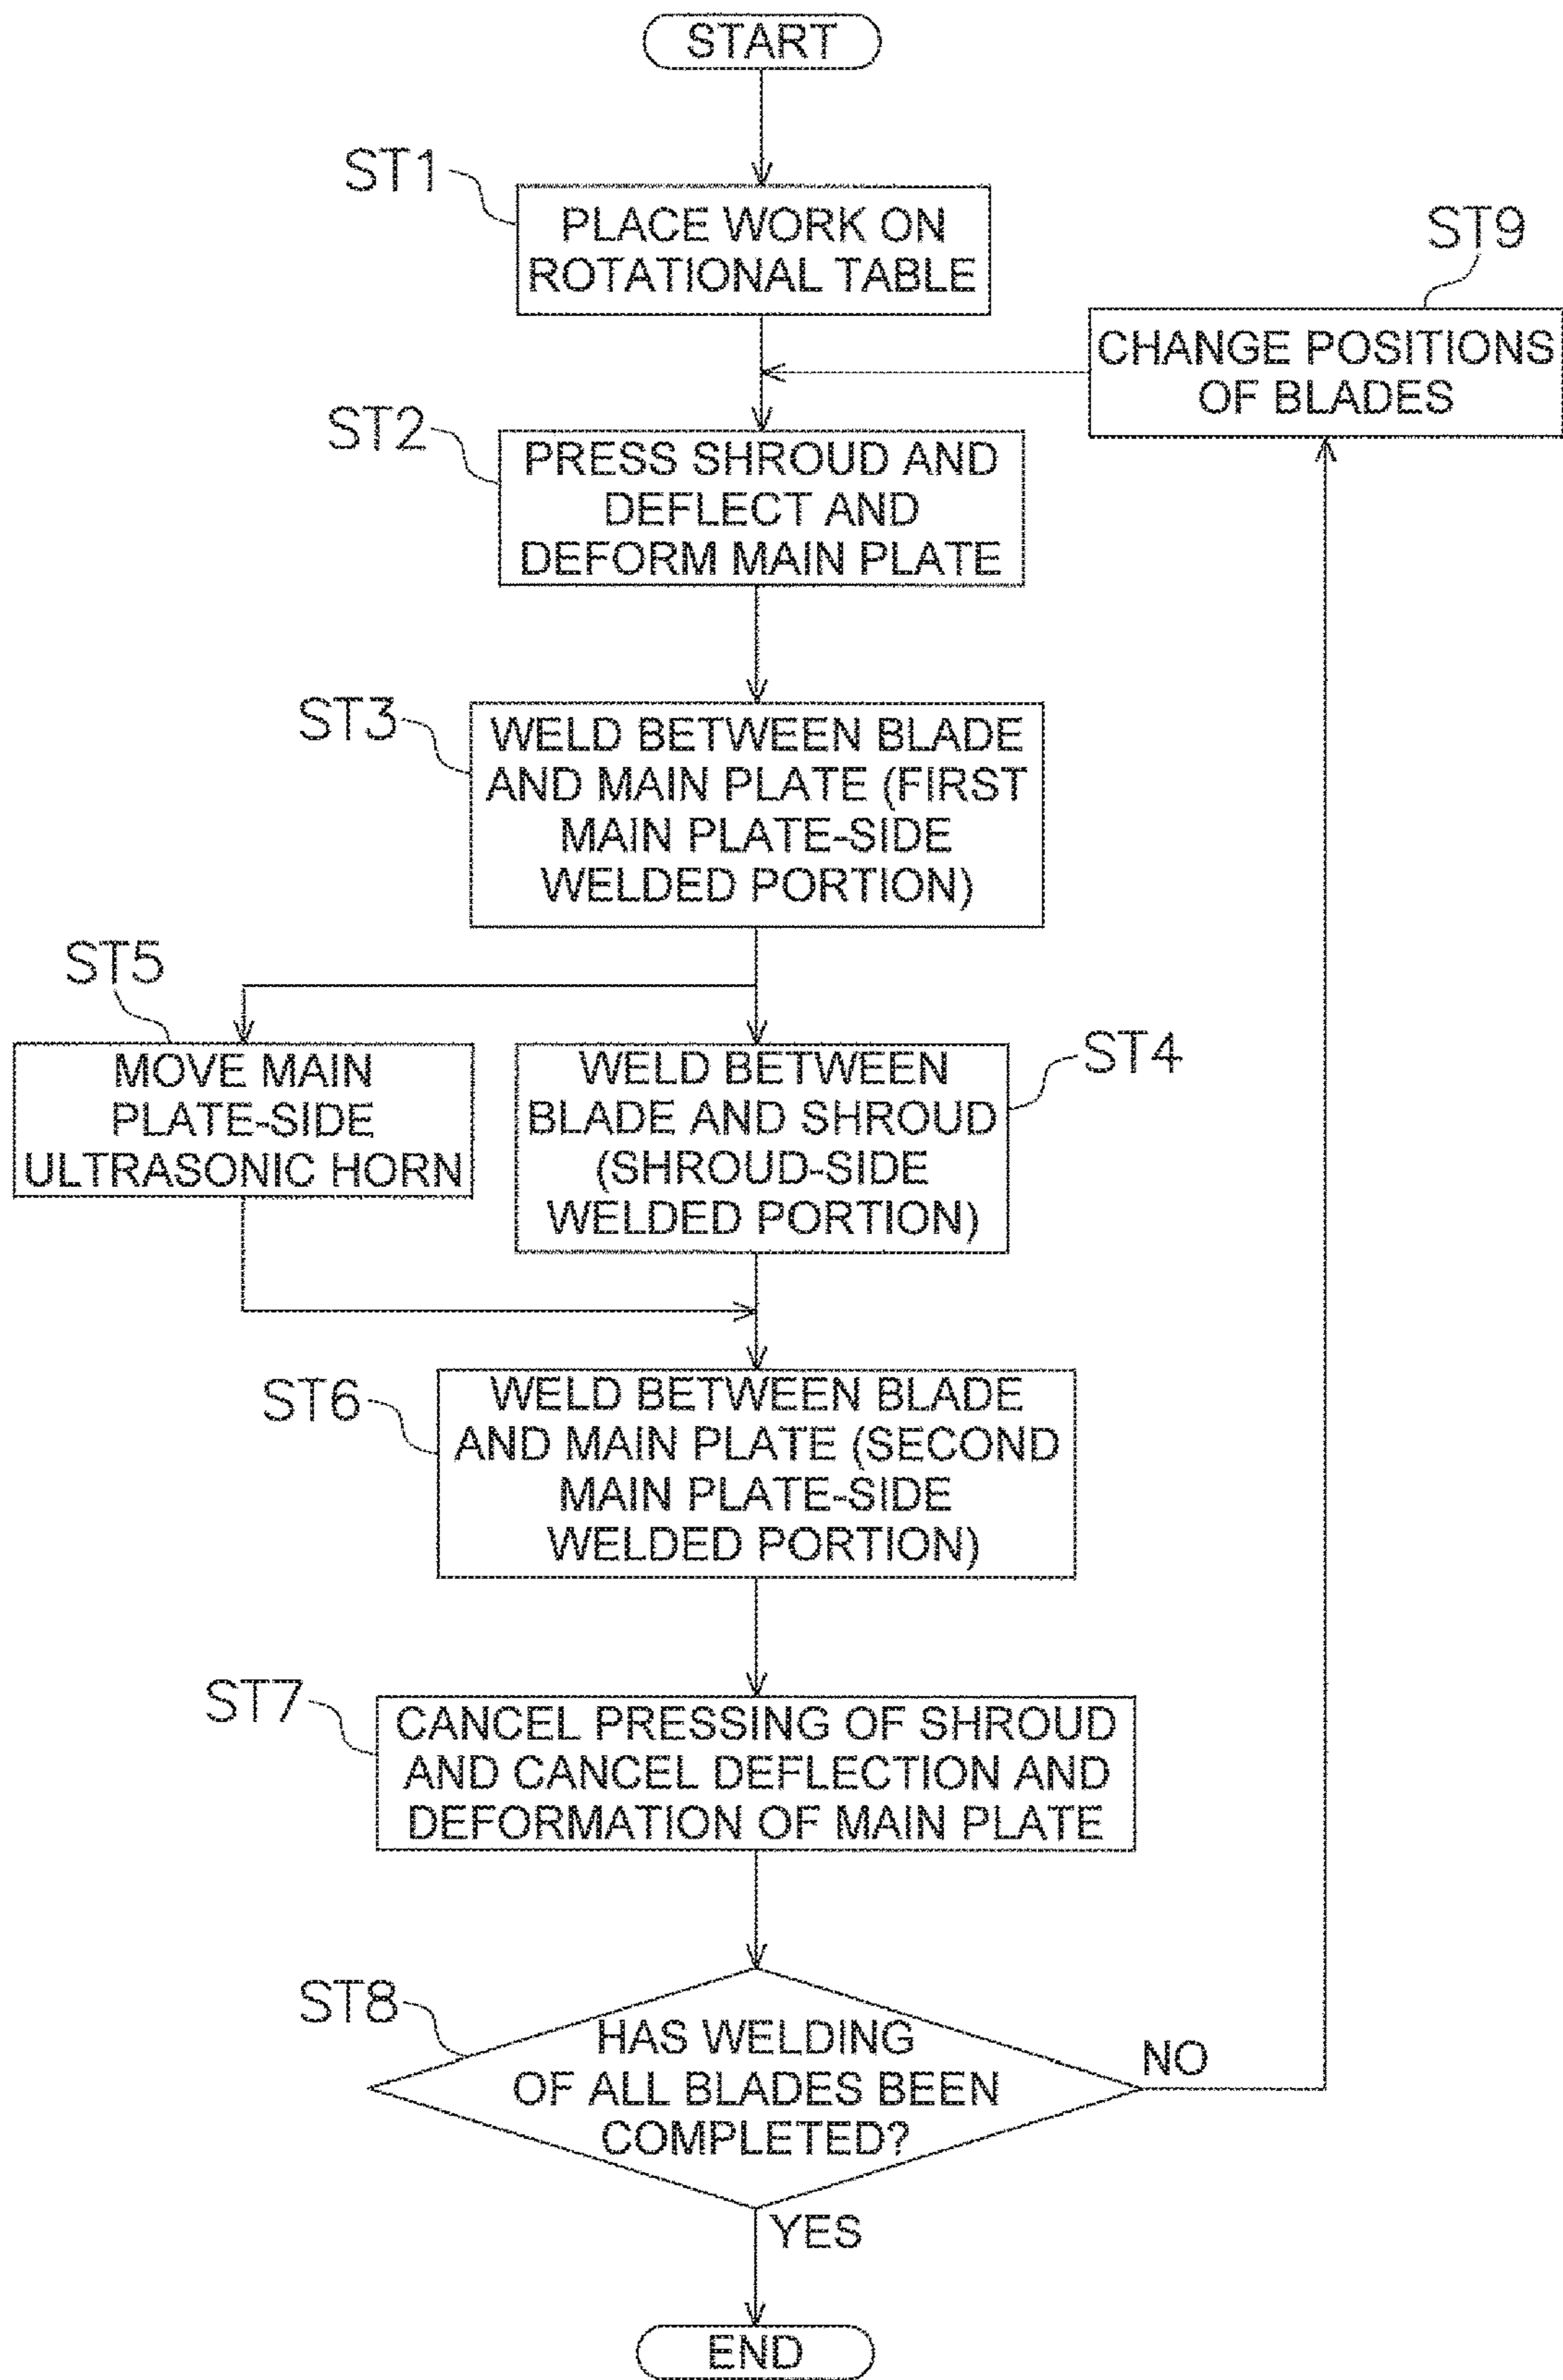 START
ST1
PLACE WORK ON
ROTATIONAL TABLE
ST9
CHANGE POSITIONS
OF BLADES
ST2
PRESS SHROUD AND
DEFLECT AND
DEFORM MAIN PLATE
ST3
WELD BETWEEN BLADE
AND MAIN PLATE (FIRST
MAIN PLATE-SIDE
WELDED PORTION)
ST5
MOVE MAIN
PLATE-SIDE
ULTRASONIC HORN
ST4
WELD BETWEEN
BLADE AND SHROUD
(SHROUD-SIDE
WELDED PORTION)
ST6
WELD BETWEEN BLADE
AND MAIN PLATE (SECOND
MAIN PLATE-SIDE
WELDED PORTION)
ST7
CANCEL PRESSING OF SHROUD
AND CANCEL DEFLECTION AND
DEFORMATION OF MAIN PLATE
ST8
HAS WELDING
OF ALL BLADES BEEN
COMPLETED?
NO
YES
END